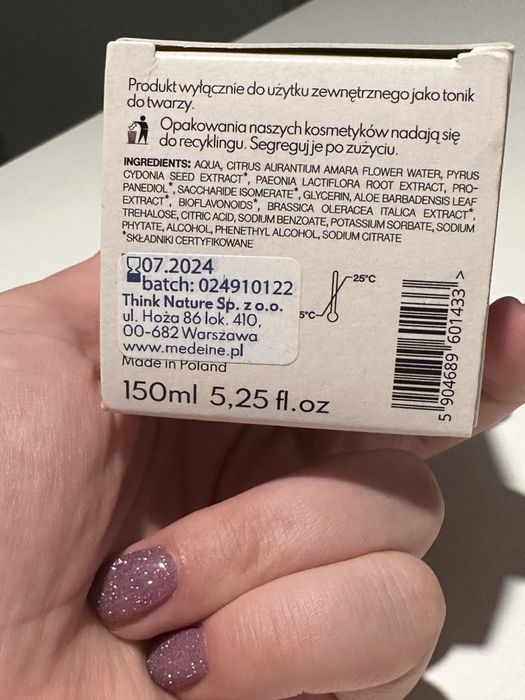 Produkt wyłącznie do użytku zewnętrznego jako tonik
do twarzy.
Opakowania naszych kosmetyków nadają się
do recyklingu. Segreguj je po zużyciu.
INGREDIENTS: AQUA, CITRUS AURANTIUM AMARA FLOWER WATER, PYRUS
CYDONIA SEED EXTRACT*, PAEONIA LACTIFLORA ROOT EXTRACT, PRO-
PANEDIOL*, SACCHARIDE ISOMERATE*, GLYCERIN, ALOE BARBADENSIS LEAF
EXTRACT*, BIOFLAVONOIDS*, BRASSICA OLERACEA ITALICA EXTRACT*,
TREHALOSE, CITRIC ACID, SODIUM BENZOATE, POTASSIUM SORBATE, SODIUM
PHYTATE, ALCOHOL, PHENETHYL ALCOHOL, SODIUM CITRATE
*SKŁADNIKI CERTYFIKOWANE
07.2024
batch: 024910122
Think Nature Sp. z o.o.
ul. Hoża 86 lok. 410,
00-682 Warszawa
www.medeine.pl
Made in Poland
25°C
5°C
150ml 5,25 fl.oz
5 904689 601433 >